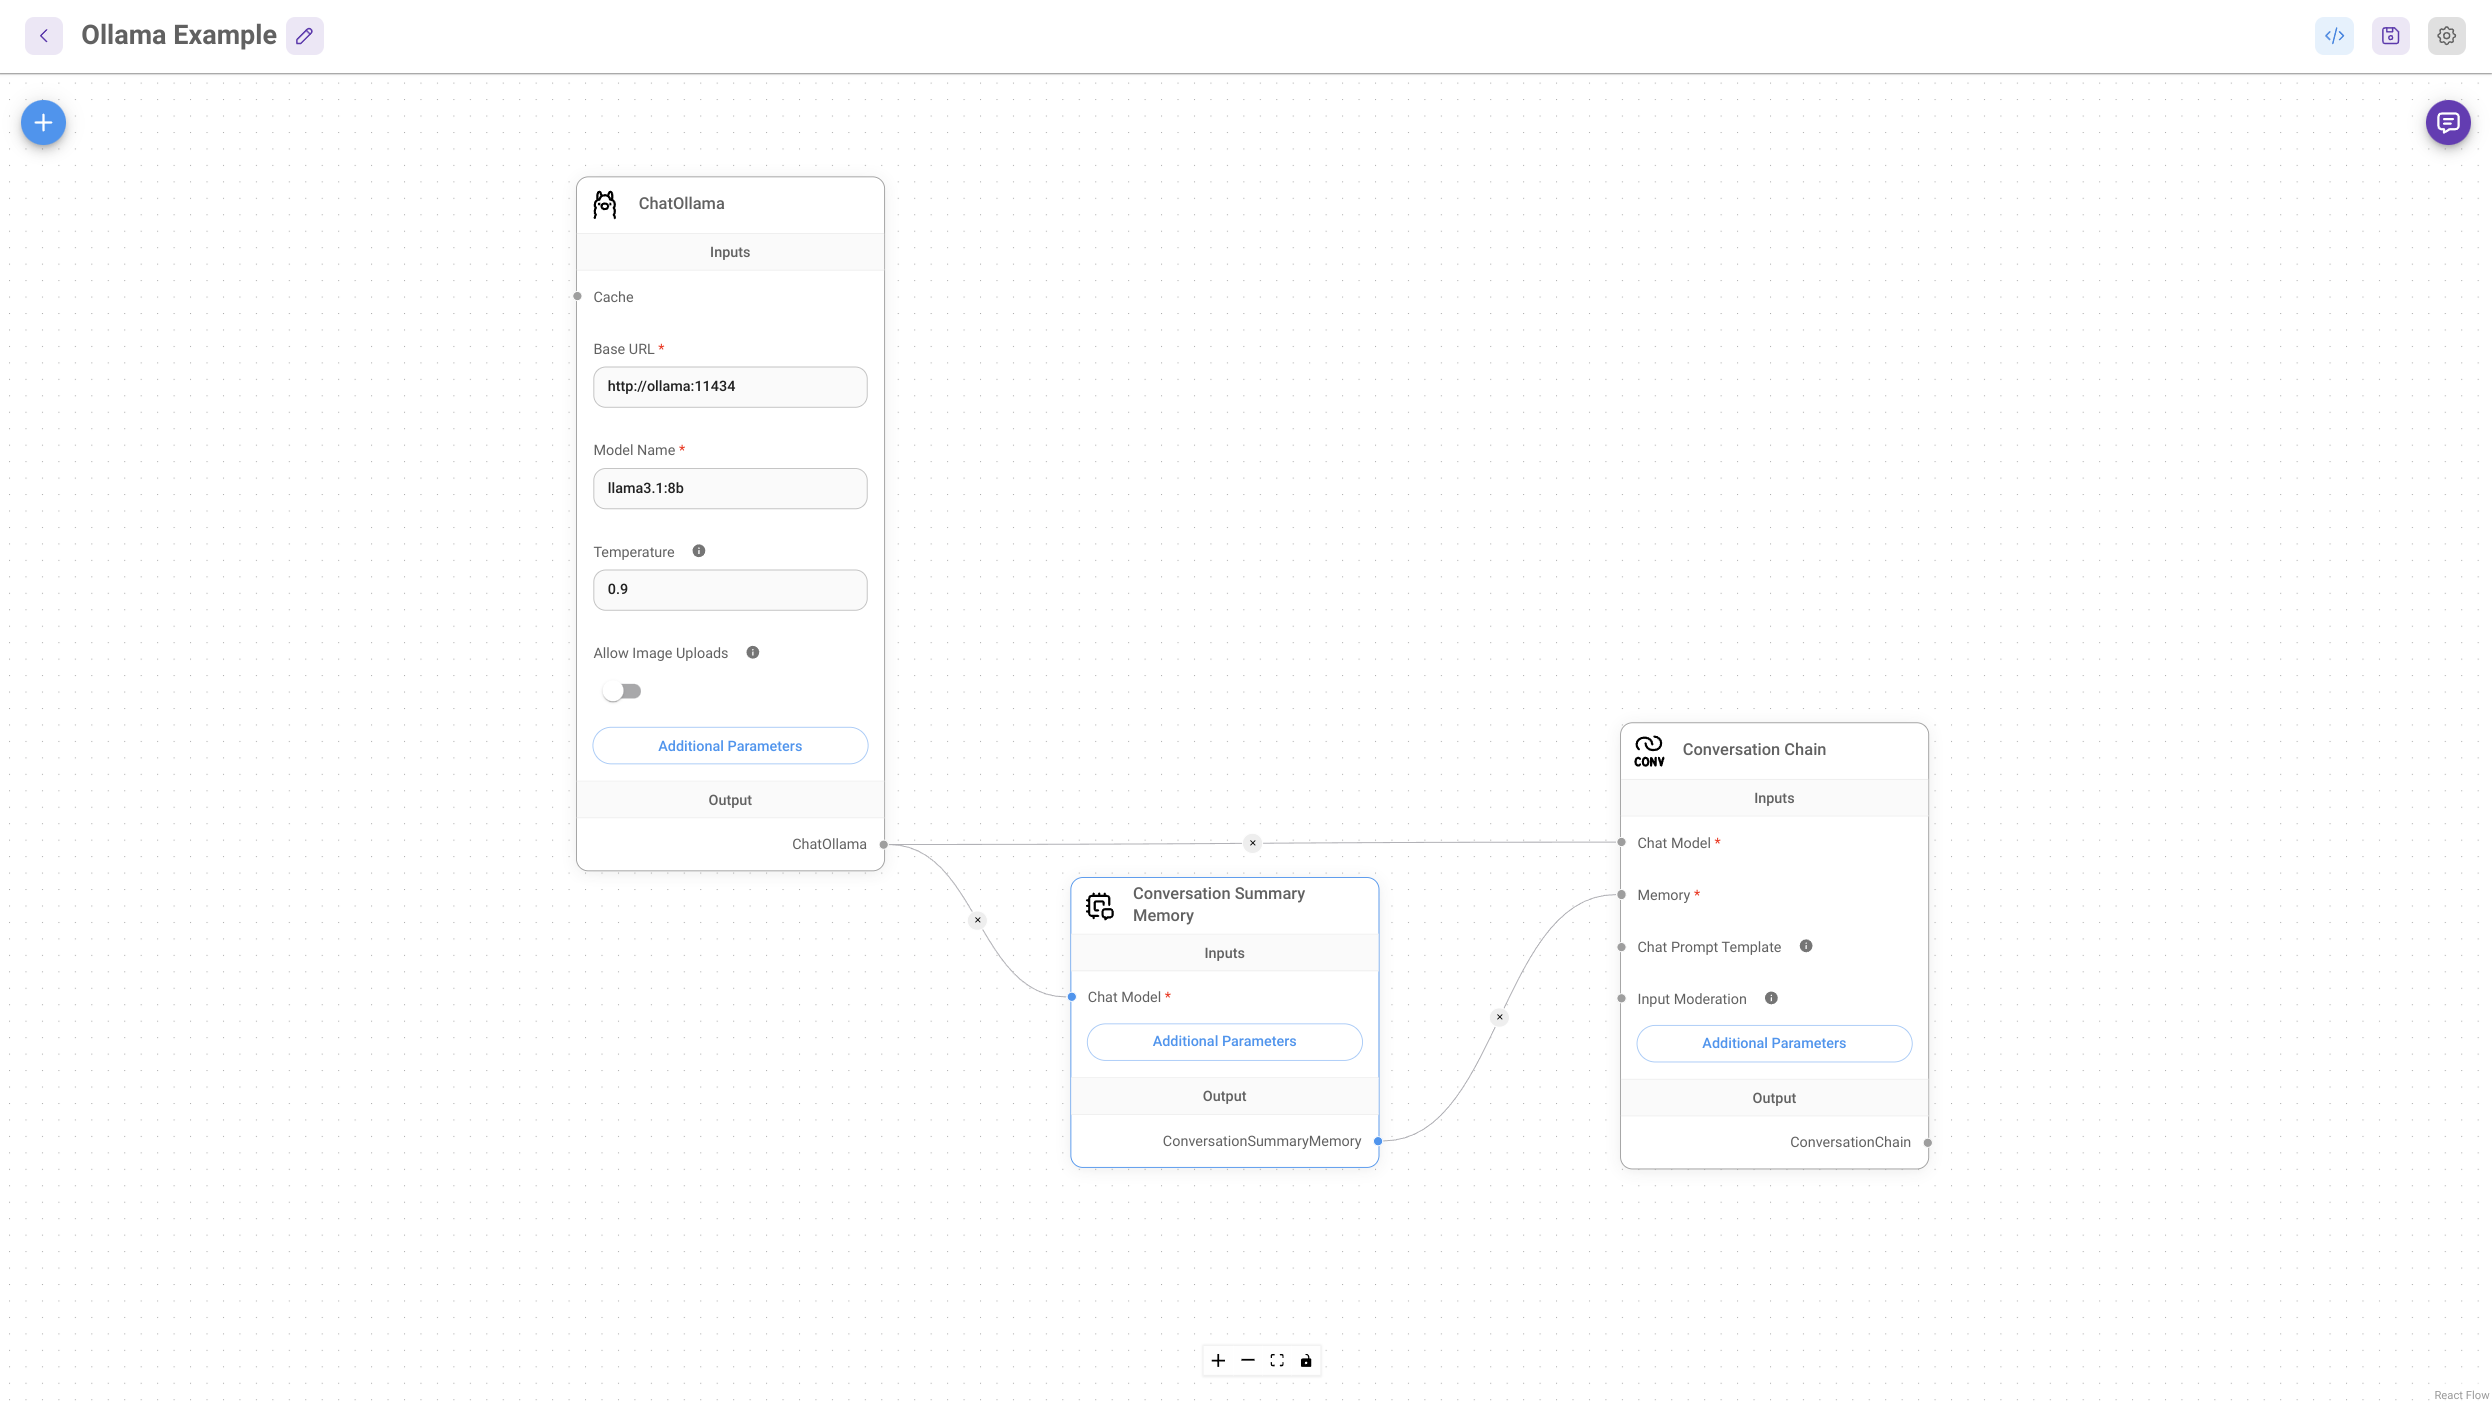 Ollama Example
ChatOllama
Inputs
Cache
Base URL *
http://ollama:11434
Model Name *
llama3.1:8b
Temperature
0.9
Allow Image Uploads
Additional Parameters
Output
ChatOllama
Conversation Summary
Memory
Inputs
Chat Model *
Additional Parameters
Output
ConversationSummaryMemory
CONV
Conversation Chain
Inputs
Chat Model *
Memory *
Chat Prompt Template
Input Moderation
Additional Parameters
Output
ConversationChain
React Flow